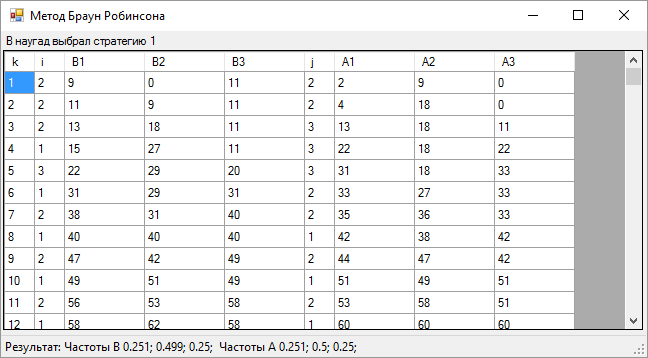 Метод Браун Робинсона
В наугад выбрал стратегию 1
k i B1 B2 B3 j A1 A2 A3
1 2 9 0 11 2 2 9 0
2 2 11 9 11 2 4 18 0
3 2 13 18 11 3 13 18 11
4 1 15 27 11 3 22 18 22
5 3 22 29 20 3 31 18 33
6 1 31 29 31 2 33 27 33
7 2 38 31 40 2 35 36 33
8 1 40 40 40 1 42 38 42
9 2 47 42 49 2 44 47 42
10 1 49 51 49 1 51 49 51
11 2 56 53 58 2 53 58 51
12 1 58 62 58 1 60 60 60
Результат: Частоты B 0.251; 0.499; 0.25; Частоты A 0.251; 0.5; 0.25;